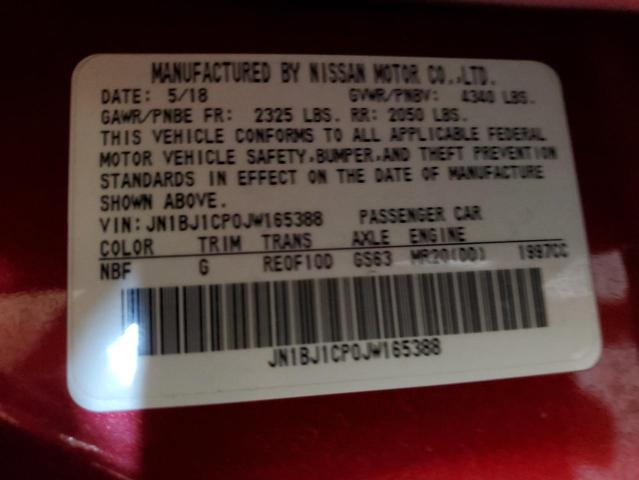 MANUFACTURED BY NISSAN MOTOR CO.,LTD.
DATE: 5/18 GVWR/PNBV: 4340 LBS.
GAWR/PNBE FR: 2325 LBS. RR: 2050 LBS.
THIS VEHICLE CONFORMS TO ALL APPLICABLE FEDERAL
MOTOR VEHICLE SAFETY,BUMPER,AND THEFT PREVENTION
STANDARDS IN EFFECT ON THE DATE OF MANUFACTURE
SHOWN ABOVE.
VIN:JN1BJ1CP0JW165388 PASSENGER CAR
COLOR TRIM TRANS AXLE ENGINE
NBF G RE0F10D GS63 MR20(DD) 1997CC
JN1BJ1CP0JW165388